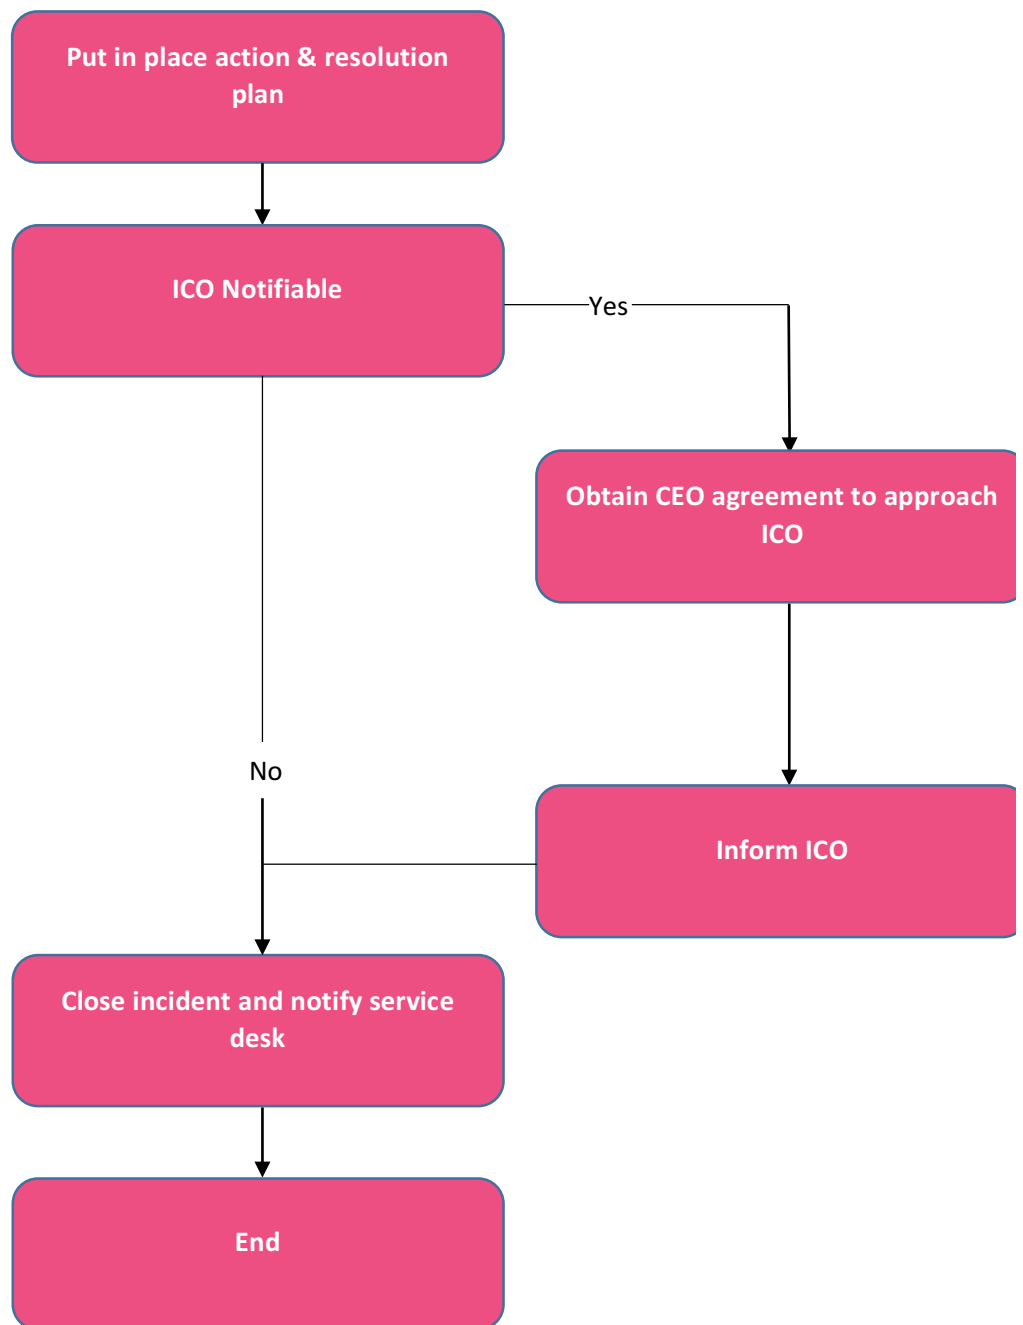 Put in place action & resolution
plan
ICO Notifiable
Yes
Obtain CEO agreement to approach
ICO
No
Inform ICO
Close incident and notify service
desk
End